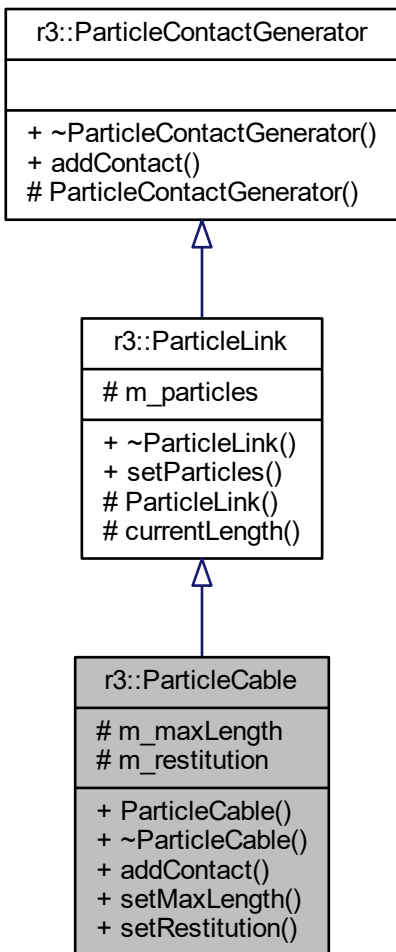 r3::ParticleContactGenerator
+ ~ParticleContactGenerator()
+ addContact()
# ParticleContactGenerator()
r3::ParticleLink
# m_particles
+ ~ParticleLink()
+ setParticles()
# ParticleLink()
# currentLength()
r3::ParticleCable
# m_maxLength
# m_restitution
+ ParticleCable()
+ ~ParticleCable()
+ addContact()
+ setMaxLength()
+ setRestitution()